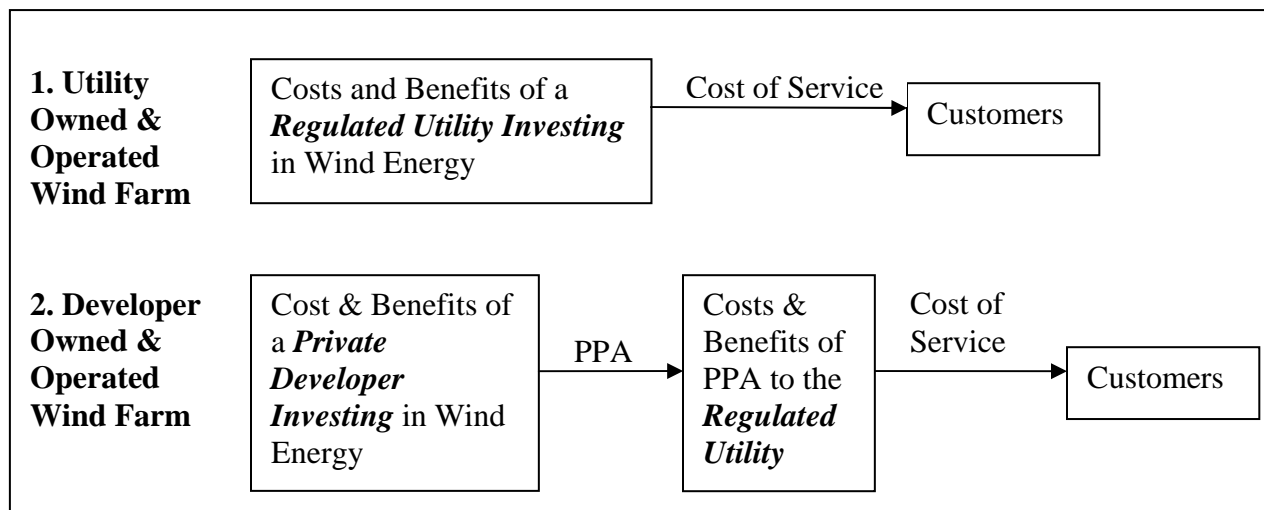 1. Utility
Owned &
Operated
Wind Farm
Costs and Benefits of a
Regulated Utility Investing
in Wind Energy
Cost of Service
Customers
2. Developer
Owned &
Operated
Wind Farm
Cost & Benefits of
a Private
Developer
Investing in Wind
Energy
PPA
Costs &
Benefits of
PPA to the
Regulated
Utility
Cost of
Service
Customers